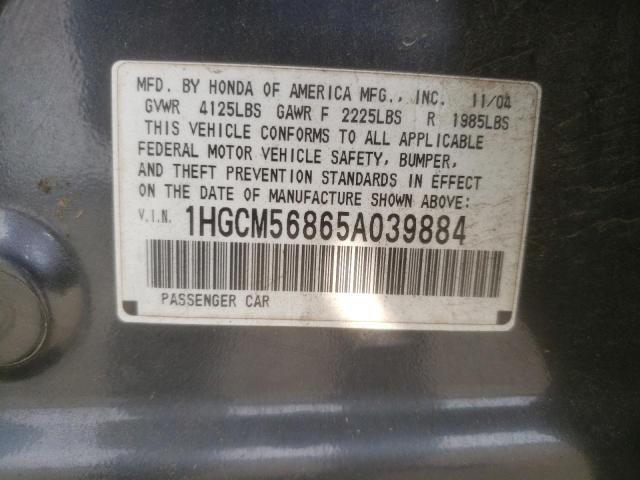 MFD. BY HONDA OF AMERICA MFG., INC. 11/04
GVWR 4125LBS GAWR F 2225LBS R 1985LBS
THIS VEHICLE CONFORMS TO ALL APPLICABLE
FEDERAL MOTOR VEHICLE SAFETY, BUMPER,
AND THEFT PREVENTION STANDARDS IN EFFECT
ON THE DATE OF MANUFACTURE SHOWN ABOVE:
V.I.N. 1HGCM56865A039884
PASSENGER CAR